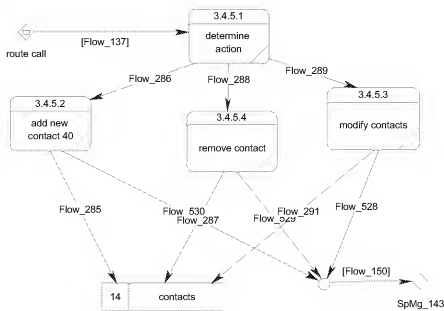 3.4.5.1
[Flow_137]
determine
action
route call
Flow_286
Flow_288
Flow_289
3.4.5.2
3.4.5.3
add new
contact 40
3.4.5.4
modify contacts
remove contact
Flow_285
Flow_530
Flow_287
Flow_529
Flow_291
Flow_528
[Flow_150]
14
contacts
SpMg_143